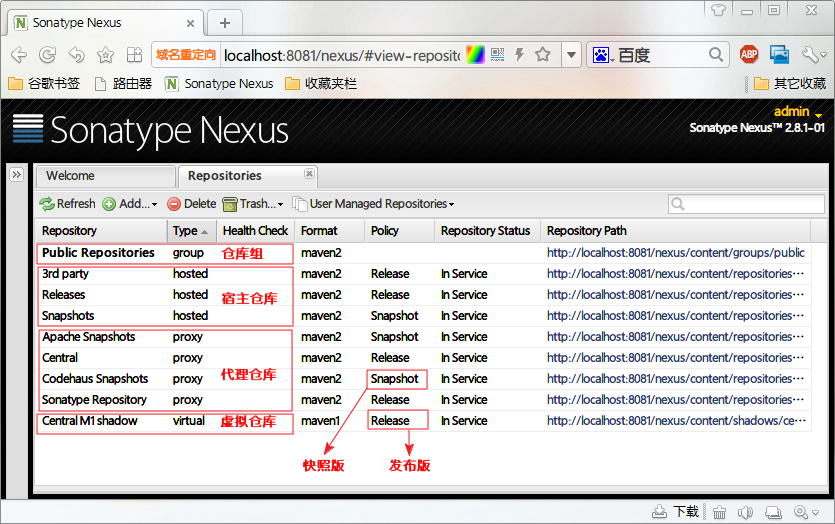 Sonatype Nexus
域名重定向 localhost:8081/nexus/#view-reposito
百度
ABP
谷歌书签 路由器 Sonatype Nexus 收藏夹栏 其它收藏
Sonatype Nexus
admin
Sonatype Nexus™ 2.8.1-01
Welcome Repositories
Refresh Add... Delete Trash... User Managed Repositories
Repository Type Health Check Format Policy Repository Status Repository Path
Public Repositories group 仓库组 maven2 http://localhost:8081/nexus/content/groups/public
3rd party hosted maven2 Release In Service http://localhost:8081/nexus/content/repositories···
Releases hosted 宿主仓库 maven2 Release In Service http://localhost:8081/nexus/content/repositories···
Snapshots hosted maven2 Snapshot In Service http://localhost:8081/nexus/content/repositories···
Apache Snapshots proxy maven2 Snapshot In Service http://localhost:8081/nexus/content/repositories···
Central proxy maven2 Release In Service http://localhost:8081/nexus/content/repositories···
Codehaus Snapshots proxy 代理仓库 maven2 Snapshot In Service http://localhost:8081/nexus/content/repositories···
Sonatype Repository proxy maven2 Release In Service http://localhost:8081/nexus/content/repositories···
Central M1 shadow virtual 虚拟仓库 maven1 Release In Service http://localhost:8081/nexus/content/shadows/ce···
快照版 发布版
下载